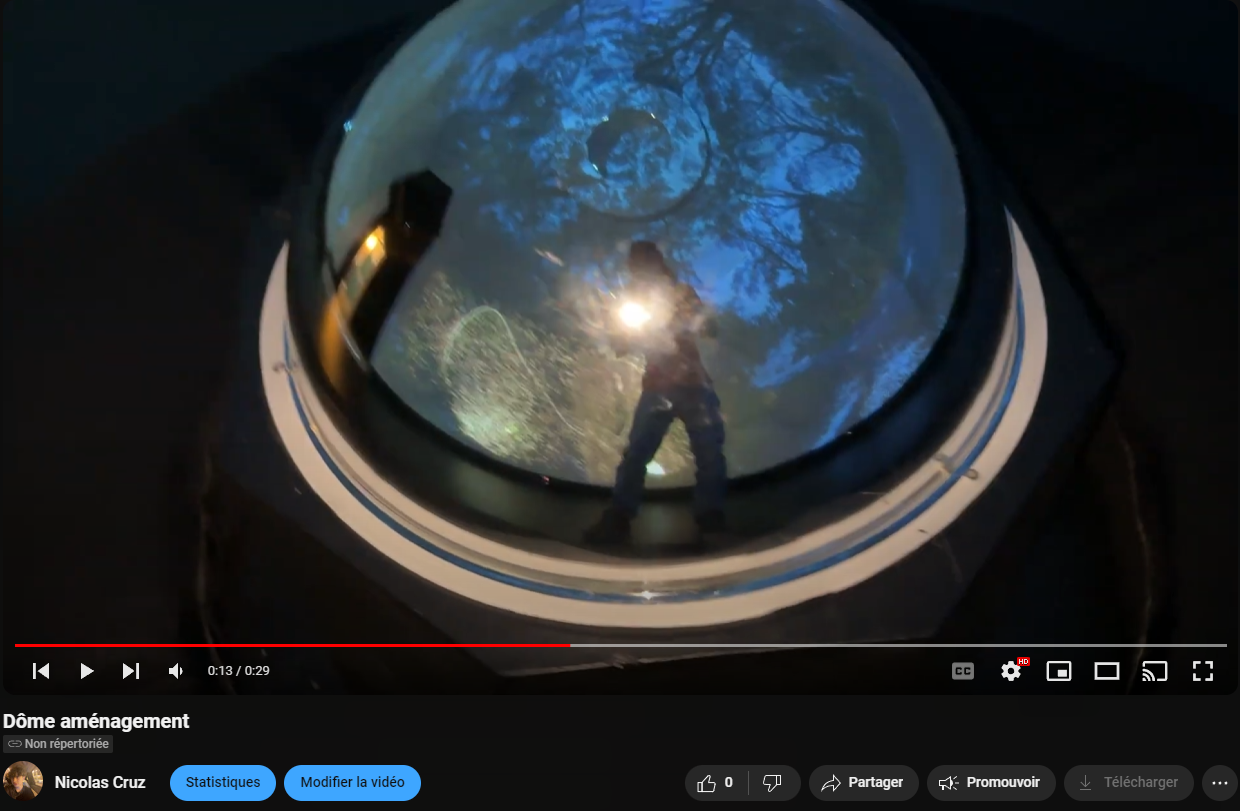 0:13 / 0:29
CC
HD
Dôme aménagement
Non répertoriée
Nicolas Cruz
Statistiques
Modifier la vidéo
0
Partager
Promouvoir
Télécharger